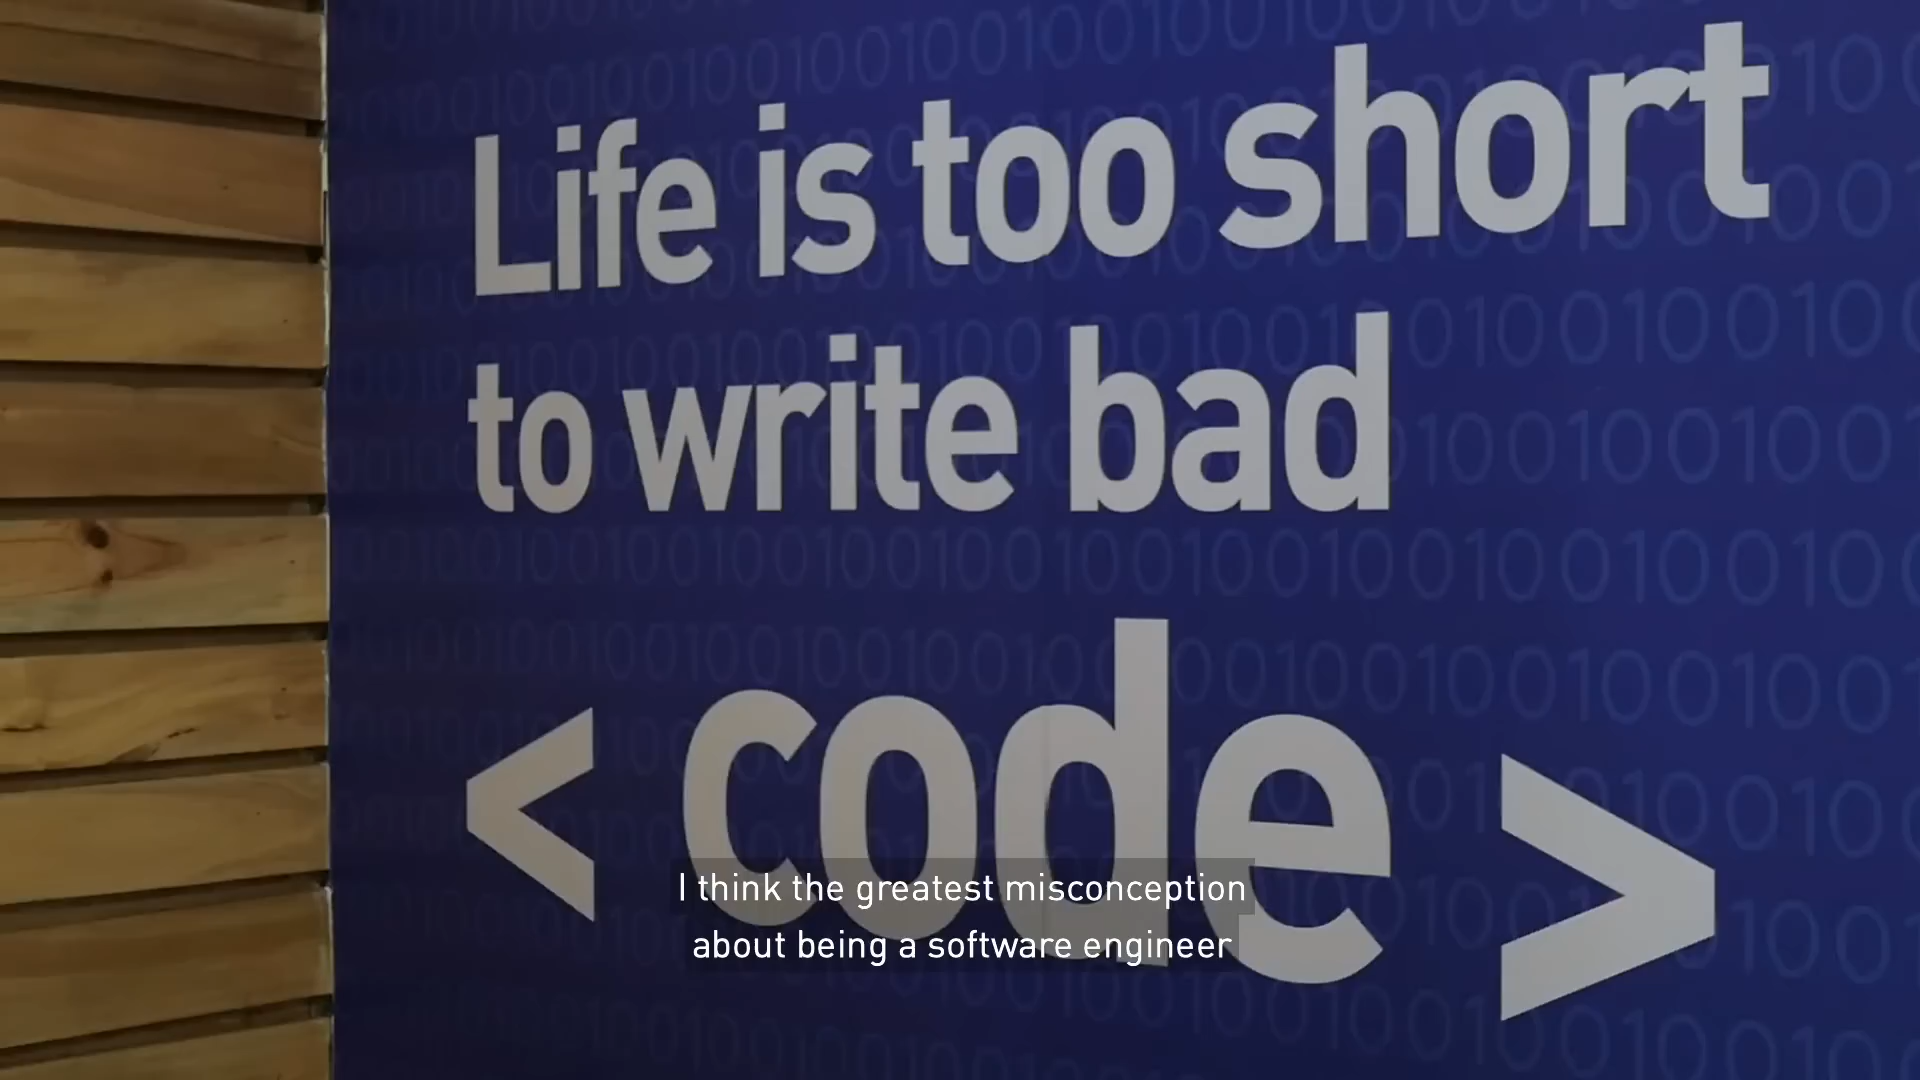 Life is too short
to write bad
< code >
I think the greatest misconception
about being a software engineer